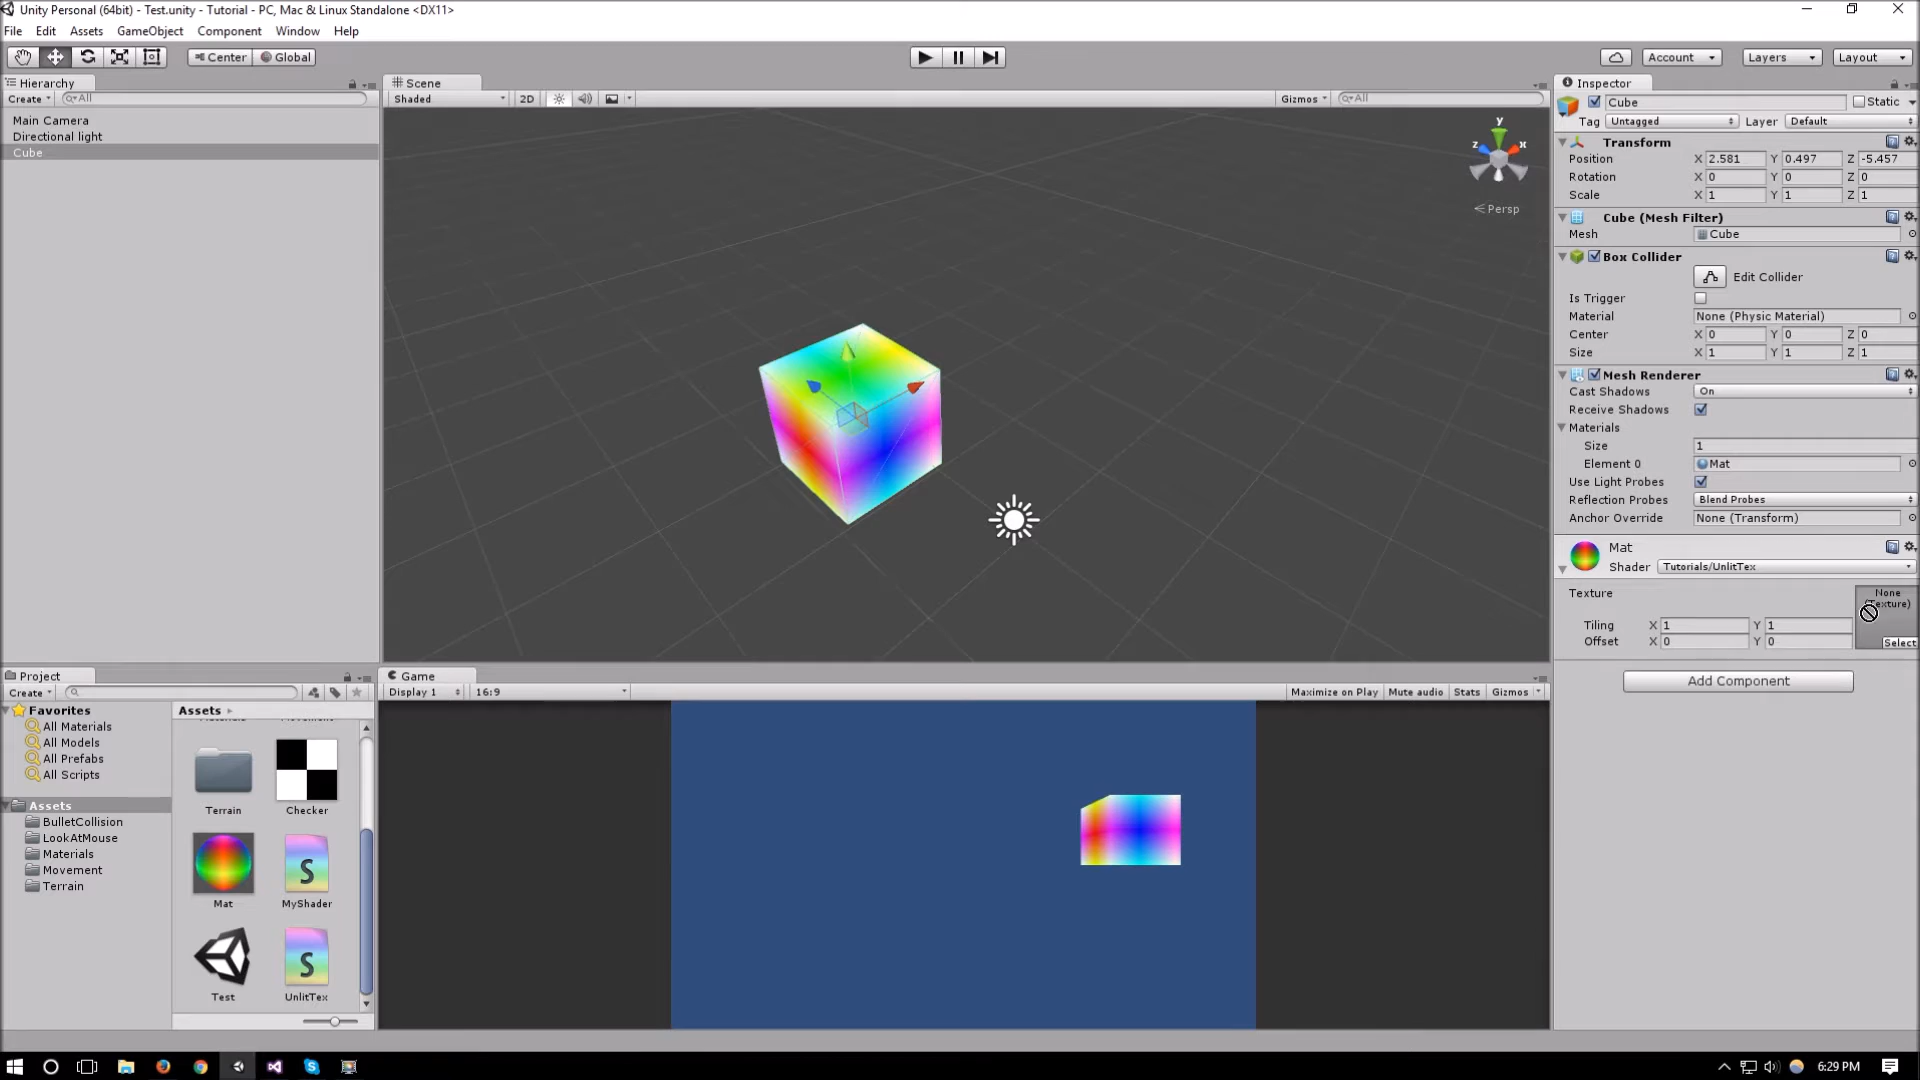 Unity Personal (64bit) - Test.unity - Tutorial - PC, Mac & Linux Standalone <DX11>
File Edit Assets GameObject Component Window Help
Center Global Account Layers Layout
Hierarchy
Create All
Main Camera
Directional light
Cube
Scene
Shaded 2D Gizmos All
y
z x
Persp
Inspector
Cube Static
Tag Untagged Layer Default
Transform
Position X 2.581 Y 0.497 Z -5.457
Rotation X 0 Y 0 Z 0
Scale X 1 Y 1 Z 1
Cube (Mesh Filter)
Mesh Cube
Box Collider
Edit Collider
Is Trigger
Material None (Physic Material)
Center X 0 Y 0 Z 0
Size X 1 Y 1 Z 1
Mesh Renderer
Cast Shadows On
Receive Shadows
Materials
Size 1
Element 0 Mat
Use Light Probes
Reflection Probes Blend Probes
Anchor Override None (Transform)
Mat
Shader Tutorials/UnlitTex
Texture None
(Texture)
Tiling X 1 Y 1
Offset X 0 Y 0 Select
Add Component
Project
Create
Favorites
All Materials
All Models
All Prefabs
All Scripts
Assets
BulletCollision
LookAtMouse
Materials
Movement
Terrain
Assets
Terrain Checker
Mat MyShader
S
Test UnlitTex
S
Game
Display 1 16:9 Maximize on Play Mute audio Stats Gizmos
6:29 PM